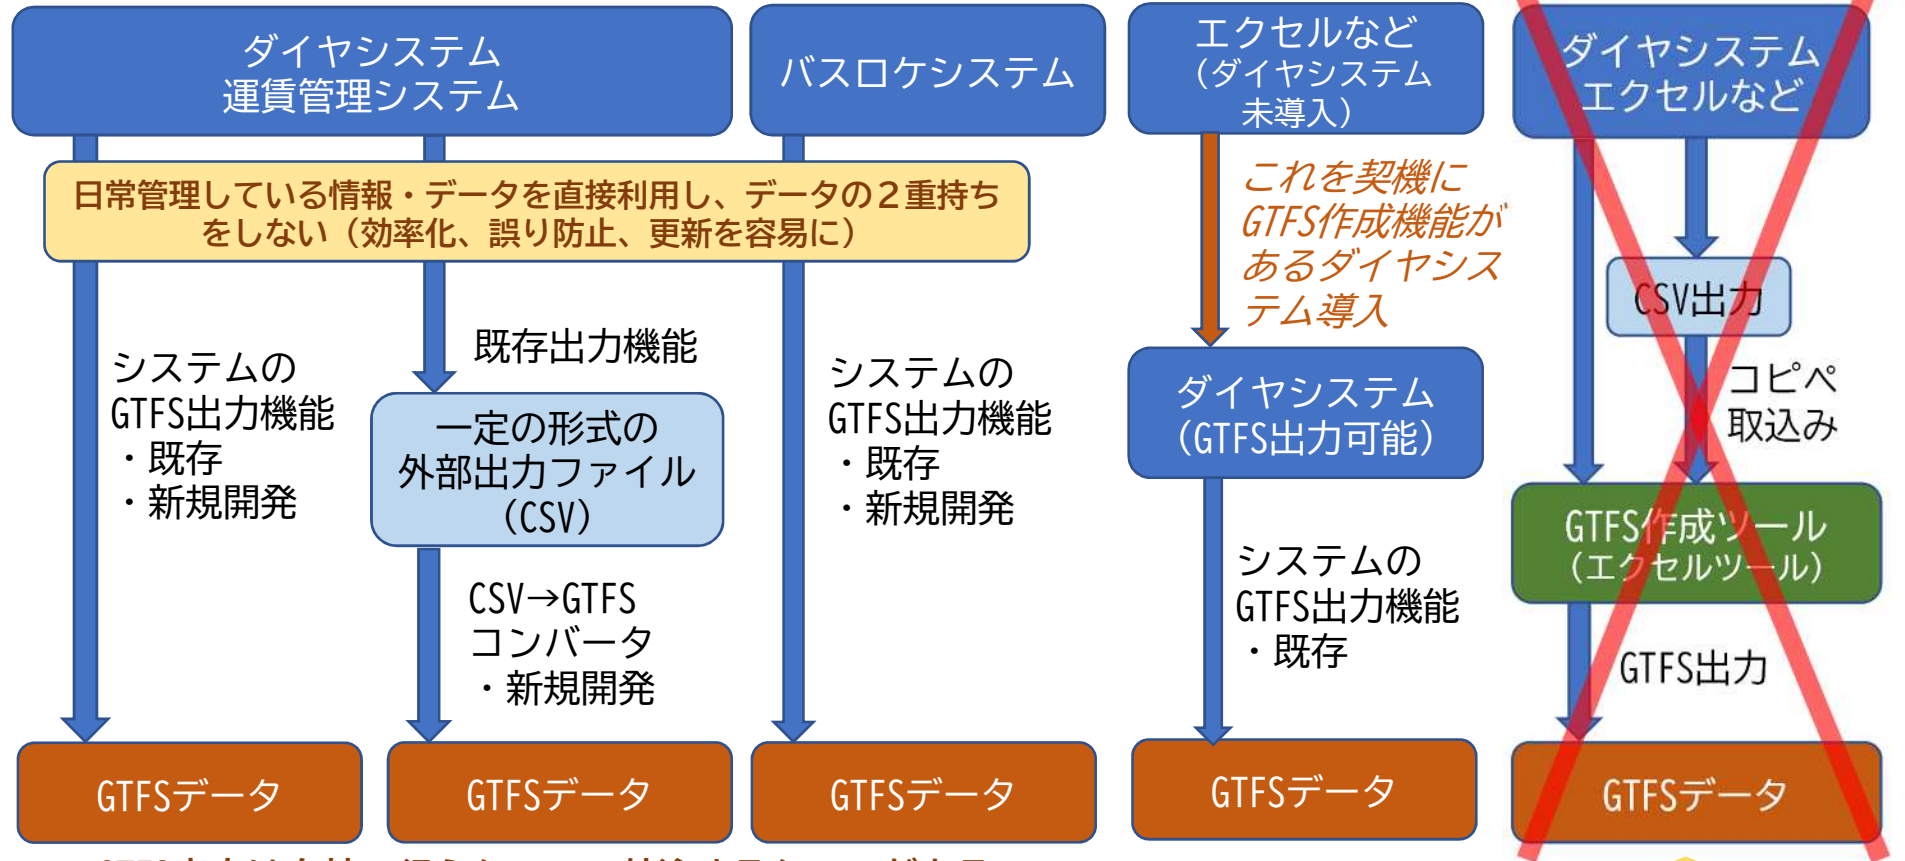 ダイヤシステム
運賃管理システム
バスロケシステム
エクセルなど
（ダイヤシステム
未導入）
ダイヤシステム
エクセルなど
日常管理している情報・データを直接利用し、データの２重持ち
をしない（効率化、誤り防止、更新を容易に）
これを契機に
GTFS作成機能が
あるダイヤシス
テム導入
システムの
GTFS出力機能
・既存
・新規開発
既存出力機能
一定の形式の
外部出力ファイル
（CSV）
CSV→GTFS
コンバータ
・新規開発
システムの
GTFS出力機能
・既存
・新規開発
ダイヤシステム
（GTFS出力可能）
システムの
GTFS出力機能
・既存
CSV出力
コピペ
取込み
GTFS作成ツール
（エクセルツール）
GTFS出力
GTFSデータ
GTFSデータ
GTFSデータ
GTFSデータ
GTFSデータ